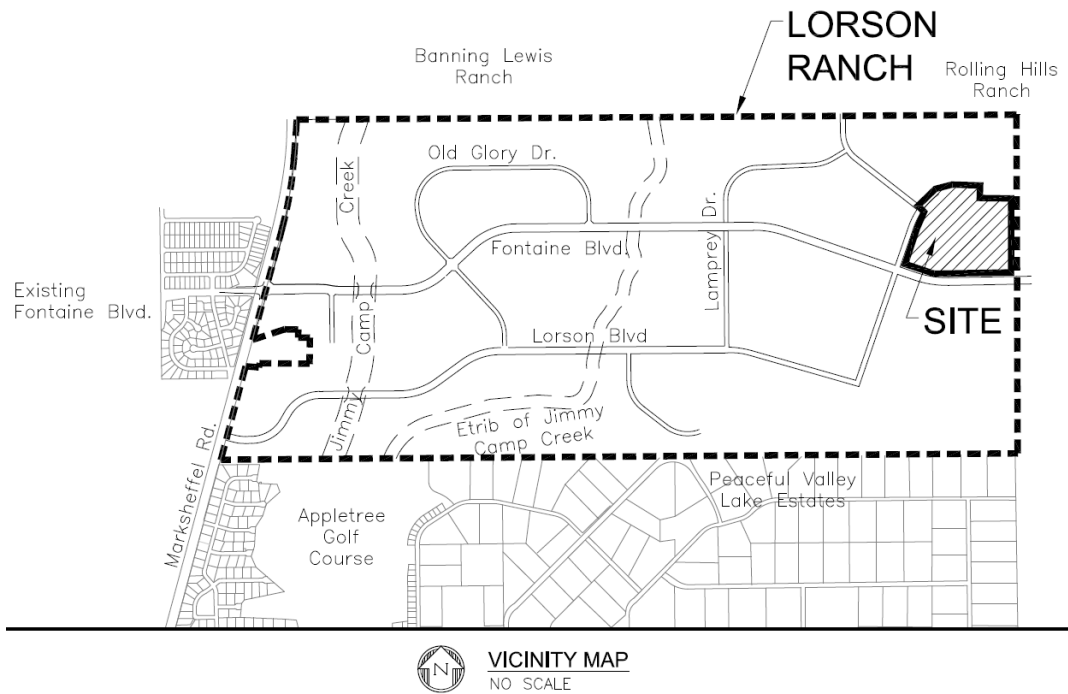 LORSON
RANCH
Banning Lewis
Ranch
Rolling Hills
Ranch
Creek
Old Glory Dr.
Lamprey Dr.
Fontaine Blvd.
Existing
Fontaine Blvd.
SITE
Camp
Lorson Blvd
Jimmy
Etrib of Jimmy
Camp Creek
Marksheffel Rd.
Peaceful Valley
Lake Estates
Appletree
Golf
Course
N
VICINITY MAP
NO SCALE